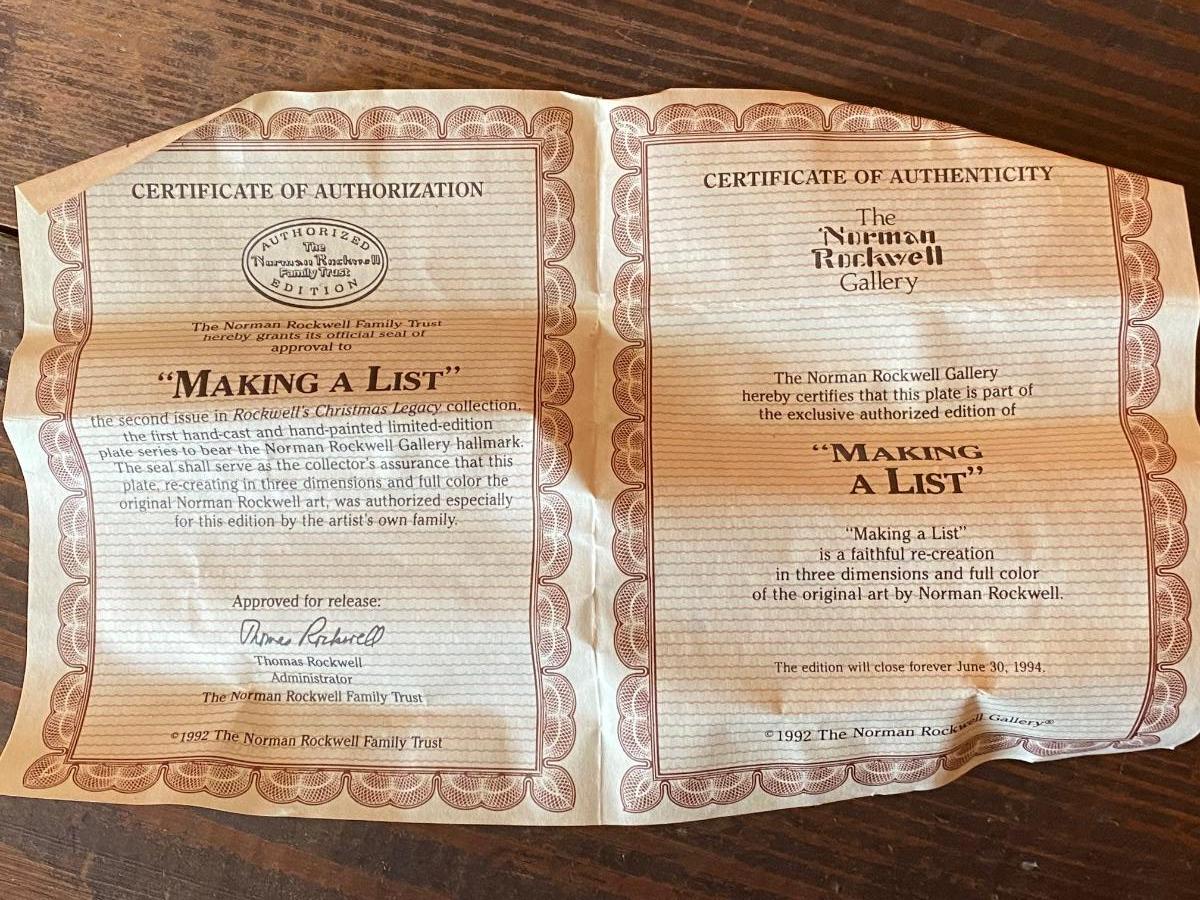 CERTIFICATE OF AUTHORIZATION
AUTHORIZED
The
Norman Rockwell
Family Trust
EDITION
The Norman Rockwell Family Trust
hereby grants its official seal of
approval to
“MAKING A LIST”
the second issue in Rockwell's Christmas Legacy collection,
the first hand-cast and hand-painted limited-edition
plate series to bear the Norman Rockwell Gallery hallmark.
The seal shall serve as the collector's assurance that this
plate, re-creating in three dimensions and full color the
original Norman Rockwell art, was authorized especially
for this edition by the artist's own family.
Approved for release:
Thomas Rockwell
Thomas Rockwell
Administrator
The Norman Rockwell Family Trust
©1992 The Norman Rockwell Family Trust
CERTIFICATE OF AUTHENTICITY
The
Norman
Rockwell
Gallery
The Norman Rockwell Gallery
hereby certifies that this plate is part of
the exclusive authorized edition of
“MAKING
A LIST”
“Making a List”
is a faithful re-creation
in three dimensions and full color
of the original art by Norman Rockwell.
The edition will close forever June 30, 1994.
©1992 The Norman Rockwell Gallery®